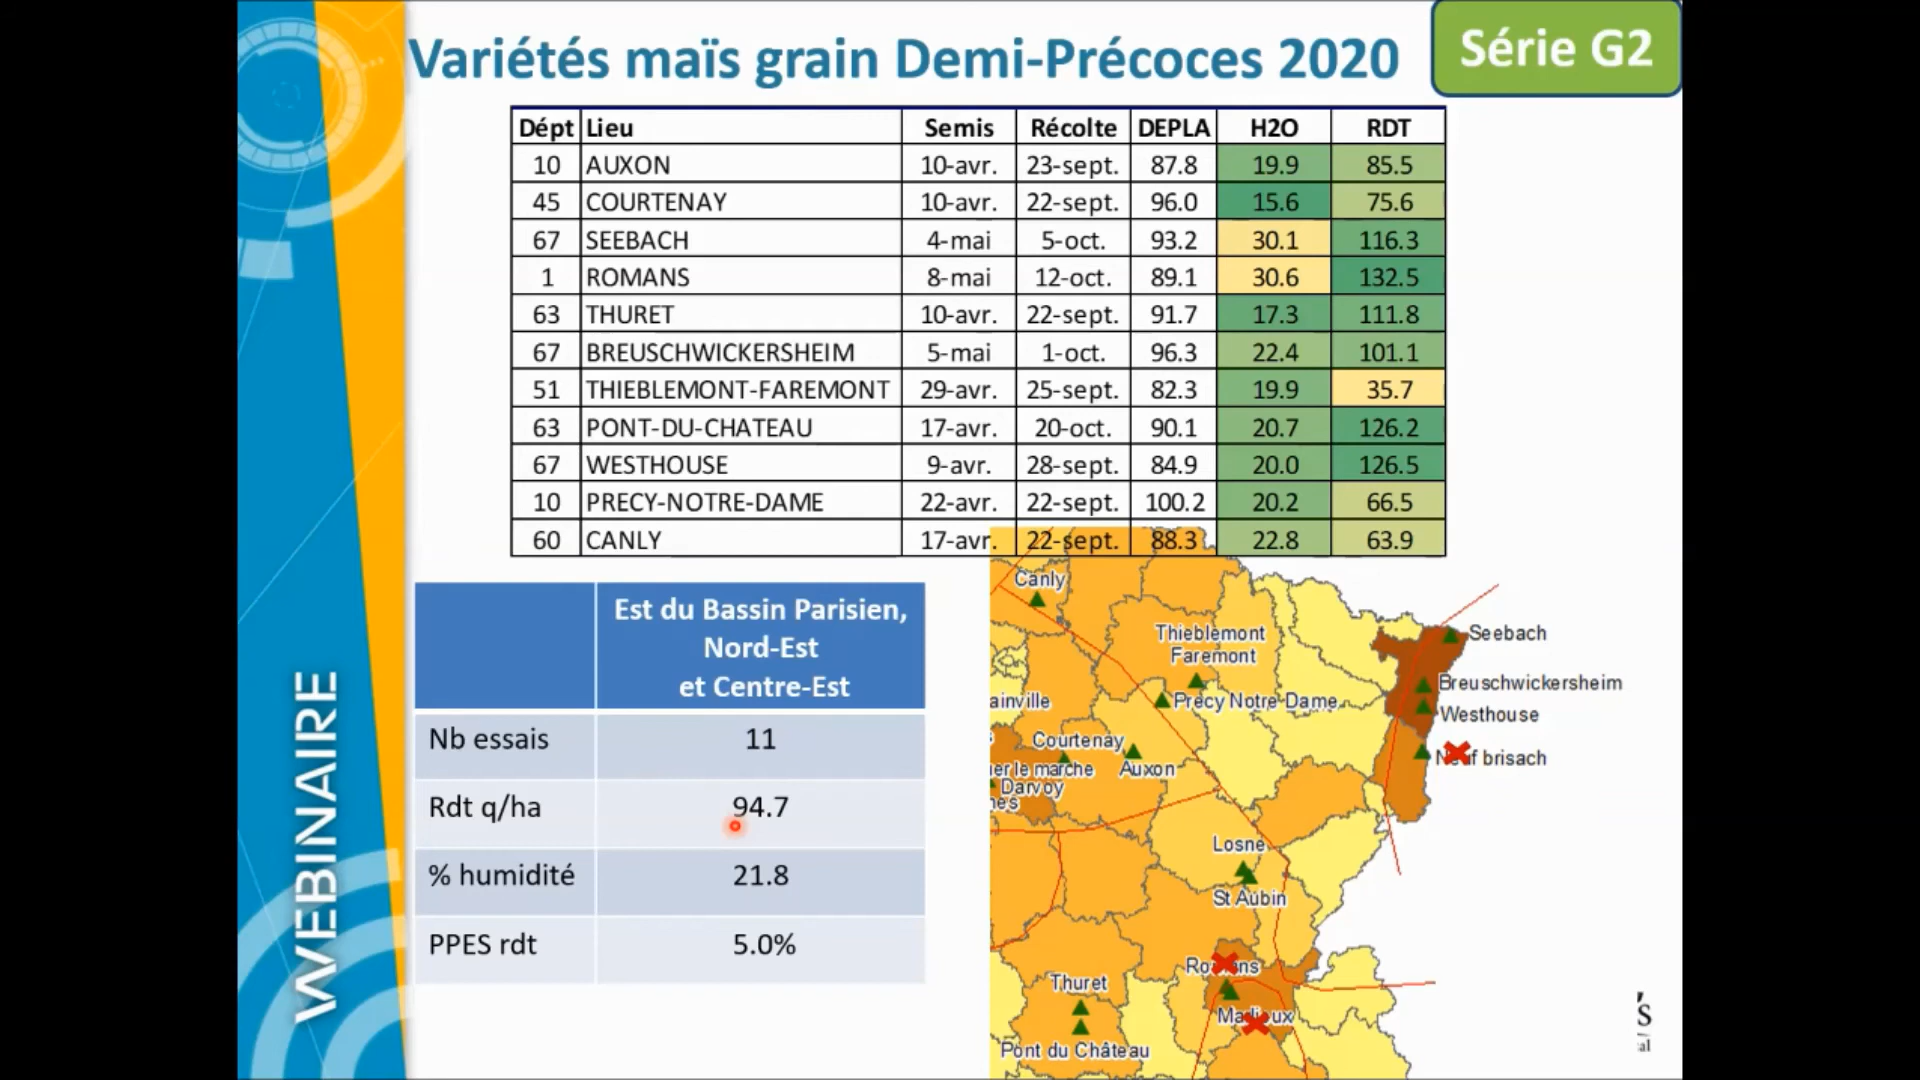 Variétés maïs grain Demi-Précoces 2020
Série G2
Dépt Lieu Semis Récolte DEPLA H2O RDT
10 AUXON 10-avr. 23-sept. 87.8 19.9 85.5
45 COURTENAY 10-avr. 22-sept. 96.0 15.6 75.6
67 SEEBACH 4-mai 5-oct. 93.2 30.1 116.3
1 ROMANS 8-mai 12-oct. 89.1 30.6 132.5
63 THURET 10-avr. 22-sept. 91.7 17.3 111.8
67 BREUSCHWICKERSHEIM 5-mai 1-oct. 96.3 22.4 101.1
51 THIEBLEMONT-FAREMONT 29-avr. 25-sept. 82.3 19.9 35.7
63 PONT-DU-CHATEAU 17-avr. 20-oct. 90.1 20.7 126.2
67 WESTHOUSE 9-avr. 28-sept. 84.9 20.0 126.5
10 PRECY-NOTRE-DAME 22-avr. 22-sept. 100.2 20.2 66.5
60 CANLY 17-avr. 22-sept. 88.3 22.8 63.9
Est du Bassin Parisien,
Nord-Est
et Centre-Est
Nb essais 11
Rdt q/ha 94.7
% humidité 21.8
PPES rdt 5.0%
WEBINAIRE
Canly
Thieblemont
Faremont
Seebach
Breuschwickersheim
ainville
Precy Notre Dame
Westhouse
Courtenay
brisach
er le marche
Auxon
Darvoy
nes
Losne
St Aubin
Thuret
Pont du Château
's
al